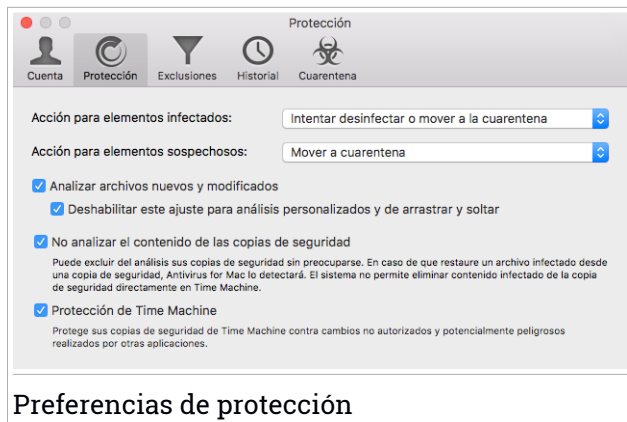 Protección
Cuenta Protección Exclusiones Historial Cuarentena
Acción para elementos infectados: Intentar desinfectar o mover a la cuarentena
Acción para elementos sospechosos: Mover a cuarentena
Analizar archivos nuevos y modificados
Deshabilitar este ajuste para análisis personalizados y de arrastrar y soltar
No analizar el contenido de las copias de seguridad
Puede excluir del análisis sus copias de seguridad sin preocuparse. En caso de que restaure un archivo infectado desde
una copia de seguridad, Antivirus for Mac lo detectará. El sistema no permite eliminar contenido infectado de la copia
de seguridad directamente en Time Machine.
Protección de Time Machine
Protege sus copias de seguridad de Time Machine contra cambios no autorizados y potencialmente peligrosos
realizados por otras aplicaciones.
Preferencias de protección